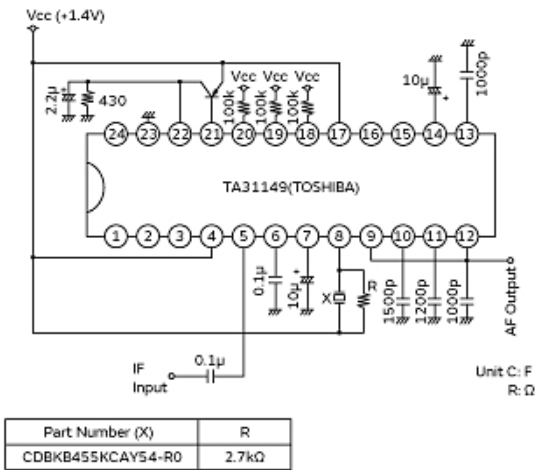 Vcc (+1.4V)
2.2μ
+
430
Vcc Vcc Vcc
100k
100k
100k
10μ
+
1000p
24 23 22 21 20 19 18 17 16 15 14 13
TA31149(TOSHIBA)
1 2 3 4 5 6 7 8 9 10 11 12
0.1μ
10μ
+
X
R
1500p
1200p
1000p
AF Output
IF
Input
0.1μ
Unit C: F
R: Ω
Part Number (X) R
CDBKB455KCAY54-R0 2.7kΩ